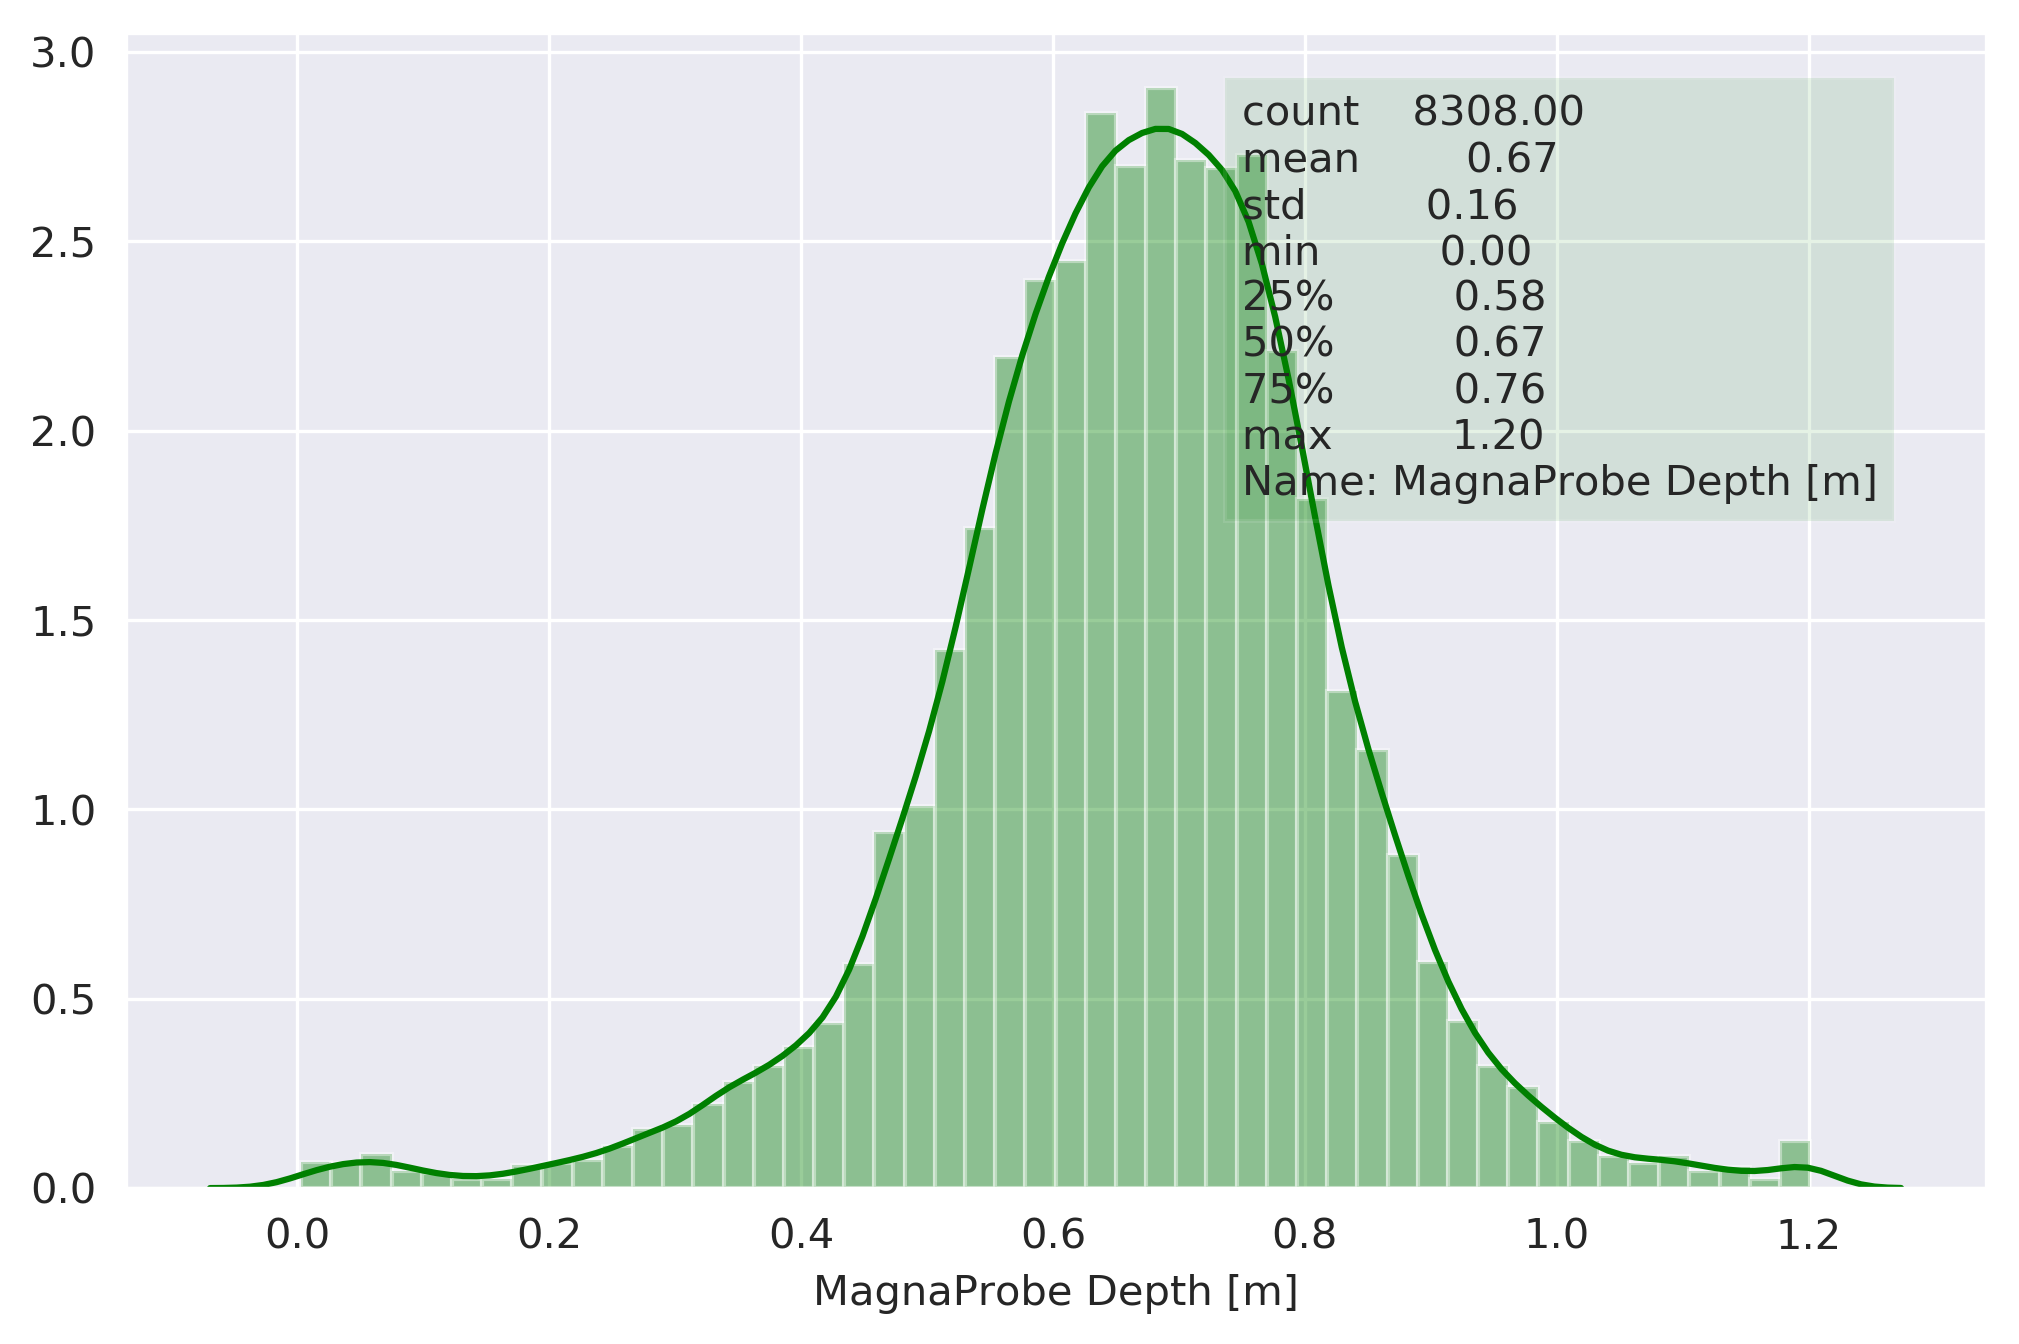 3.0
2.5
2.0
1.5
1.0
0.5
0.0
count 8308.00
mean 0.67
std 0.16
min 0.00
25% 0.58
50% 0.67
75% 0.76
max 1.20
Name: MagnaProbe Depth [m]
0.0 0.2 0.4 0.6 0.8 1.0 1.2
MagnaProbe Depth [m]